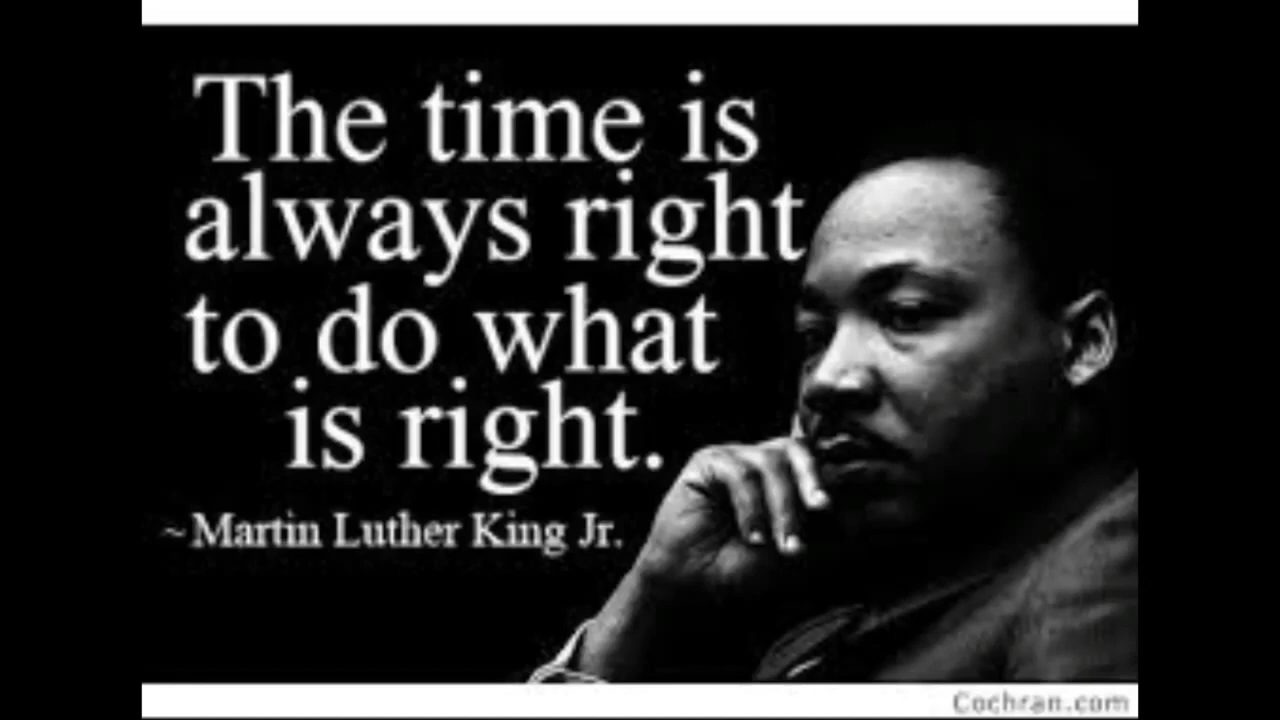 The time is
always right
to do what
is right.
~Martin Luther King Jr.
Cochran.com